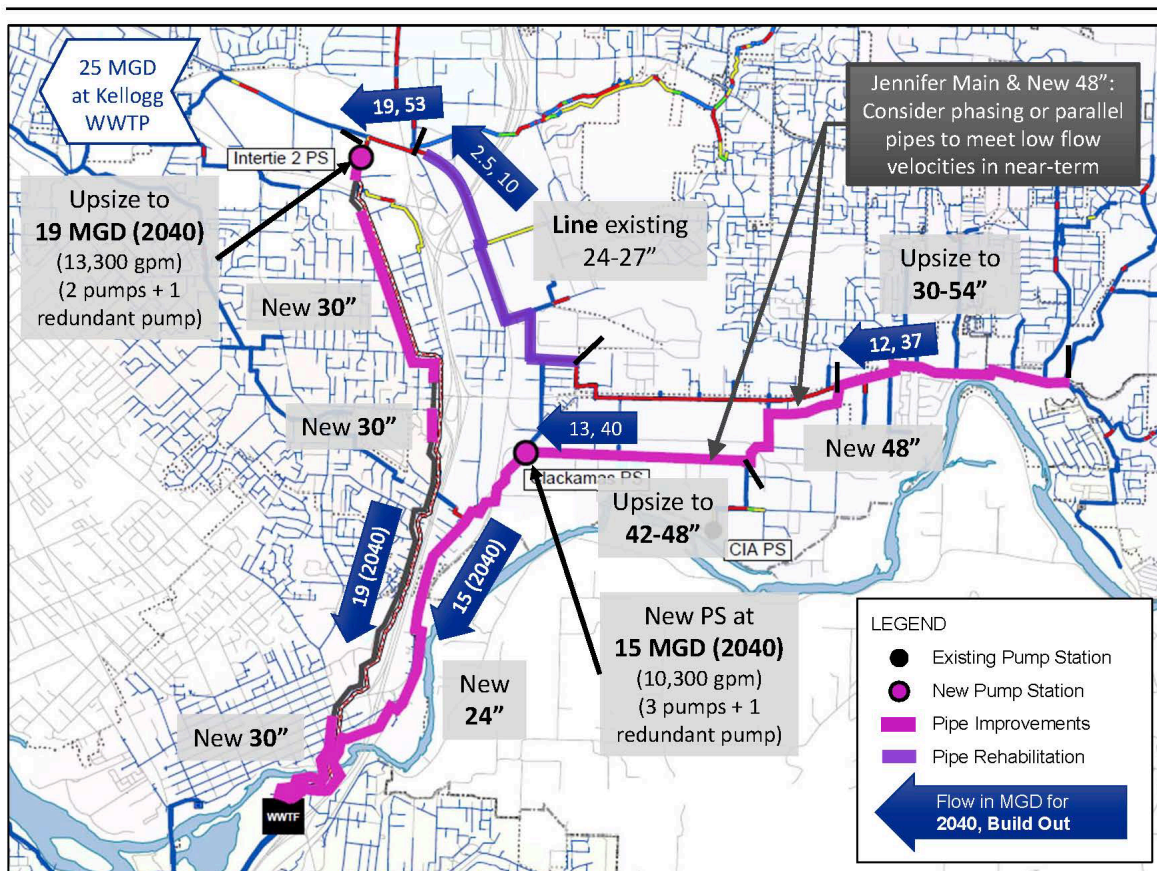 25 MGD
at Kellogg
WWTP
19, 53
2.5, 10
Jennifer Main & New 48”:
Consider phasing or parallel
pipes to meet low flow
velocities in near-term
Intertie 2 PS
Upsize to
19 MGD (2040)
(13,300 gpm)
(2 pumps + 1
redundant pump)
Line existing
24-27”
Upsize to
30-54”
New 30”
12, 37
New 30”
13, 40
New 48”
Clackamas PS
Upsize to
42-48”
CIA PS
19 (2040)
15 (2040)
New PS at
15 MGD (2040)
(10,300 gpm)
(3 pumps + 1
redundant pump)
New
24”
New 30”
WWTF
LEGEND
Existing Pump Station
New Pump Station
Pipe Improvements
Pipe Rehabilitation
Flow in MGD for
2040, Build Out